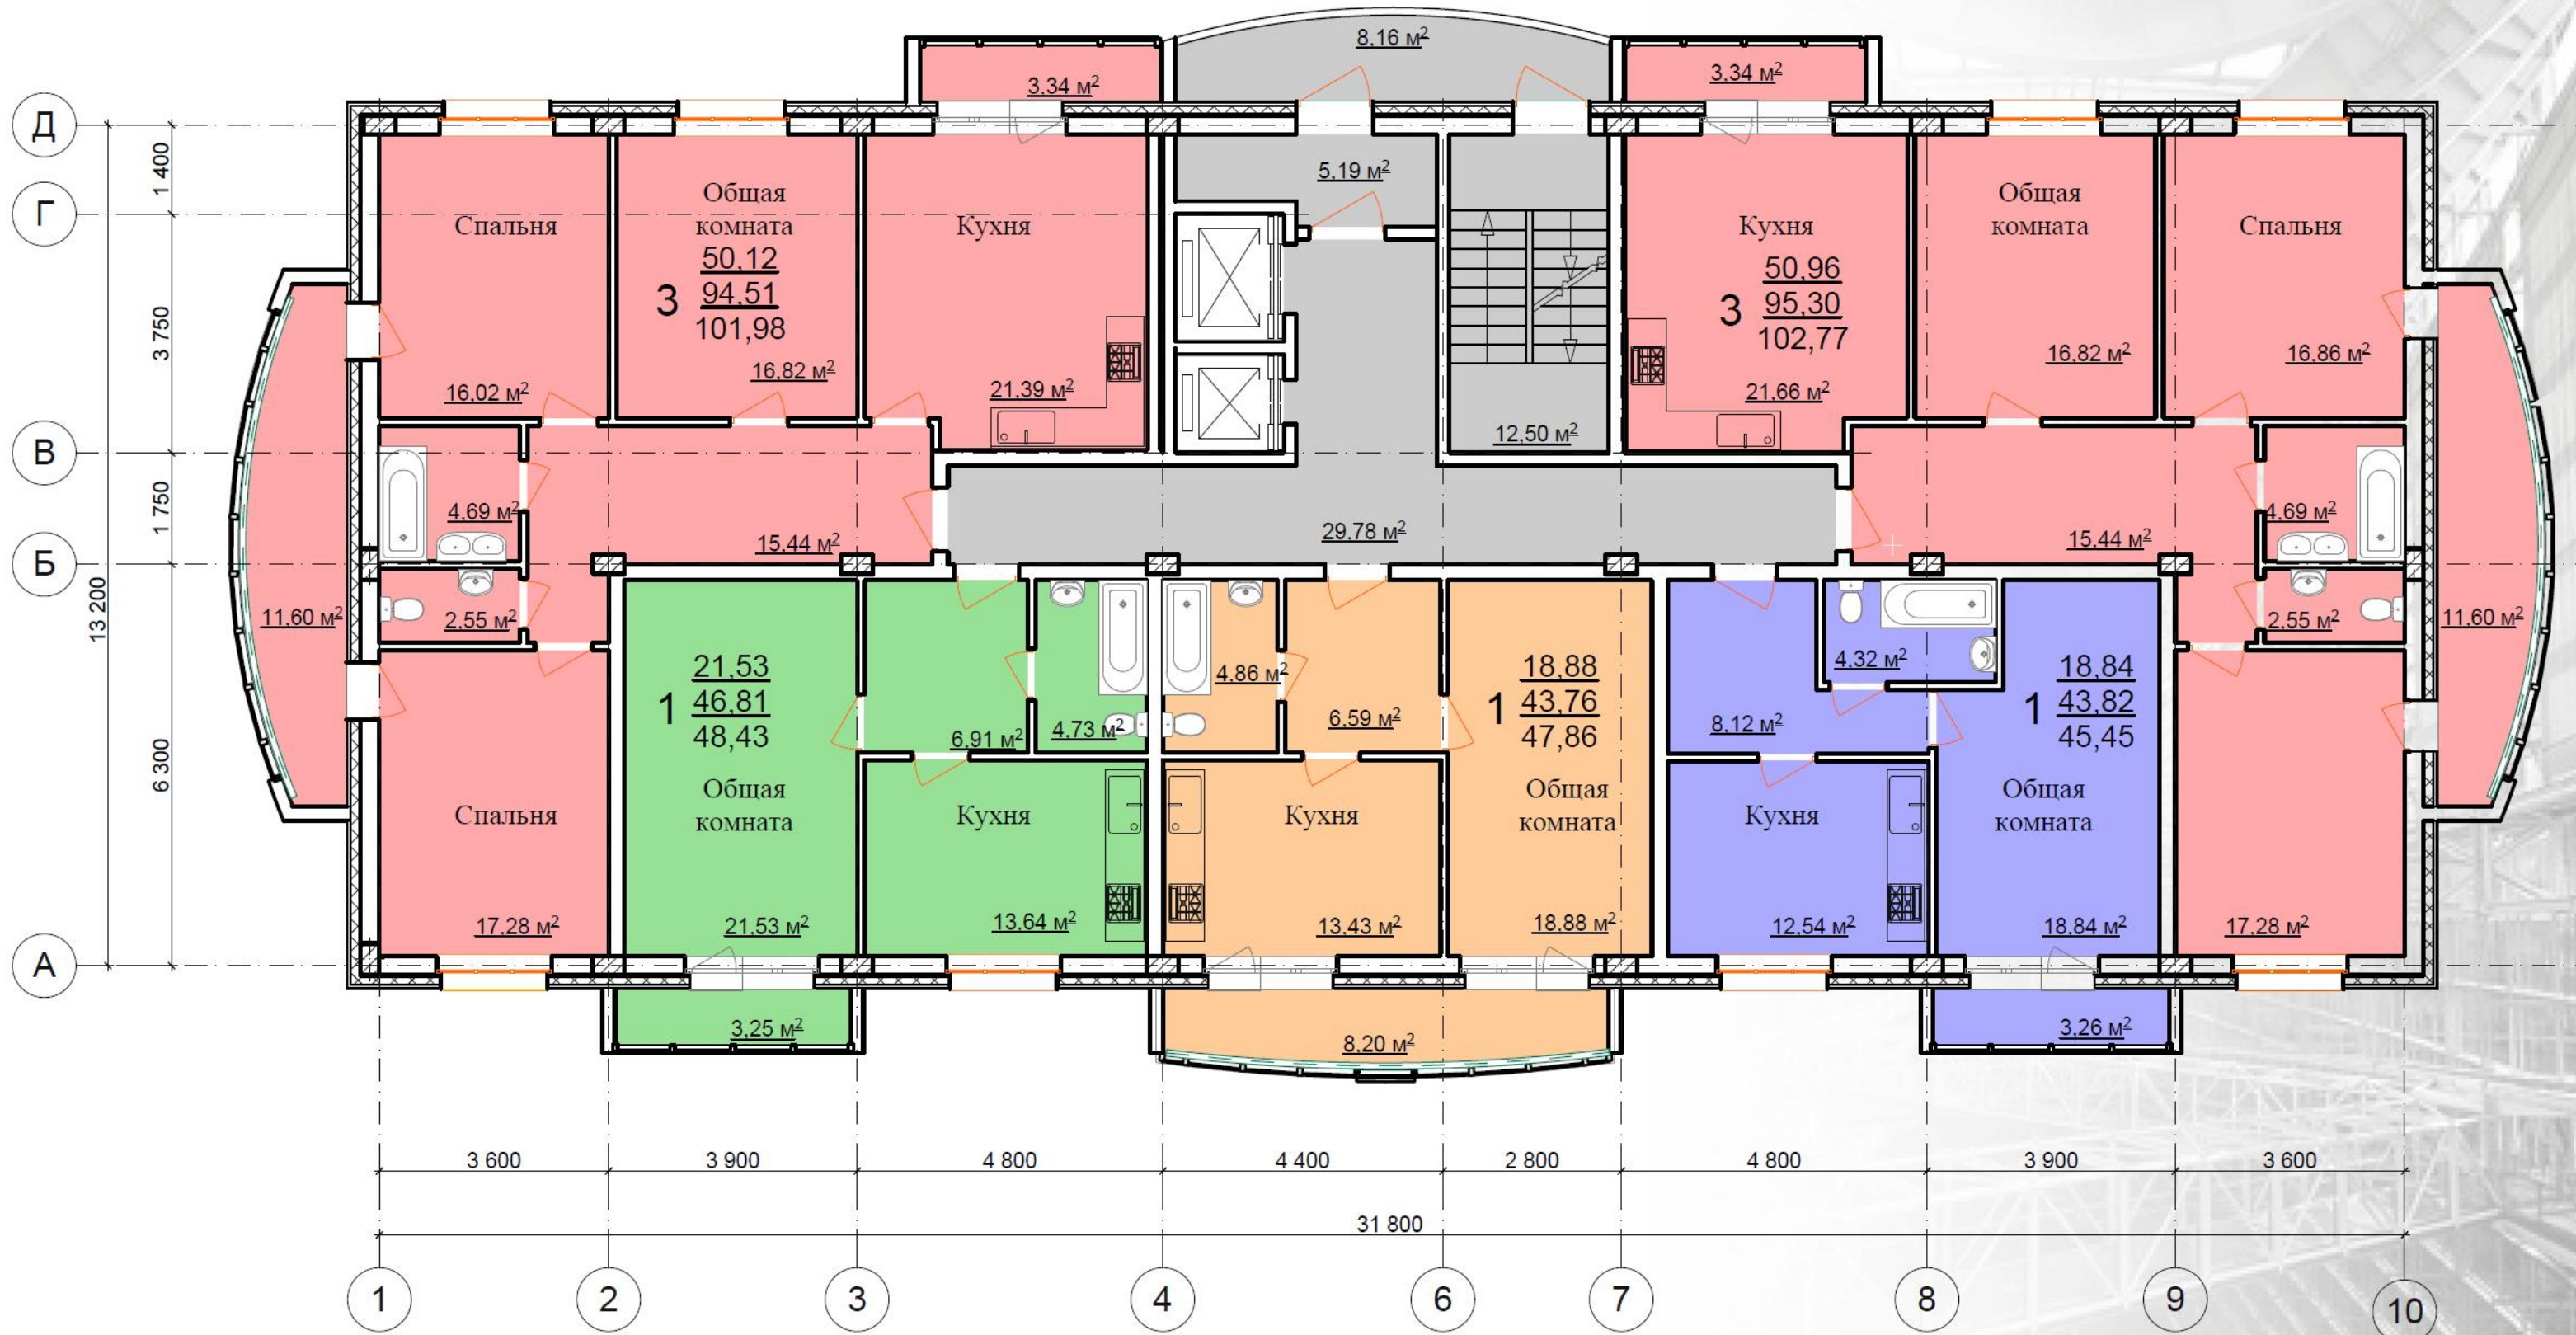 8,16 м²
3,34 м²
3,34 м²
Д
1 400
5,19 м²
Г
Спальня
Общая
комната
50,12
3
94,51
101,98
Кухня
Кухня
50,96
3
95,30
102,77
Общая
комната
Спальня
3 750
16,02 м²
16,82 м²
21,39 м²
21,66 м²
16,82 м²
16,86 м²
12,50 м²
В
1 750
4,69 м²
15,44 м²
29,78 м²
15,44 м²
4,69 м²
Б
13 200
11,60 м²
2,55 м²
2,55 м²
11,60 м²
21,53
1
46,81
48,43
6,91 м²
4,73 м²
4,86 м²
6,59 м²
18,88
1
43,76
47,86
8,12 м²
4,32 м²
18,84
1
43,82
45,45
6 300
Спальня
Общая
комната
Кухня
Кухня
Общая
комната
Кухня
Общая
комната
17,28 м²
21,53 м²
13,64 м²
13,43 м²
18,88 м²
12,54 м²
18,84 м²
17,28 м²
А
3,25 м²
8,20 м²
3,26 м²
3 600
3 900
4 800
4 400
2 800
4 800
3 900
3 600
31 800
1
2
3
4
6
7
8
9
10